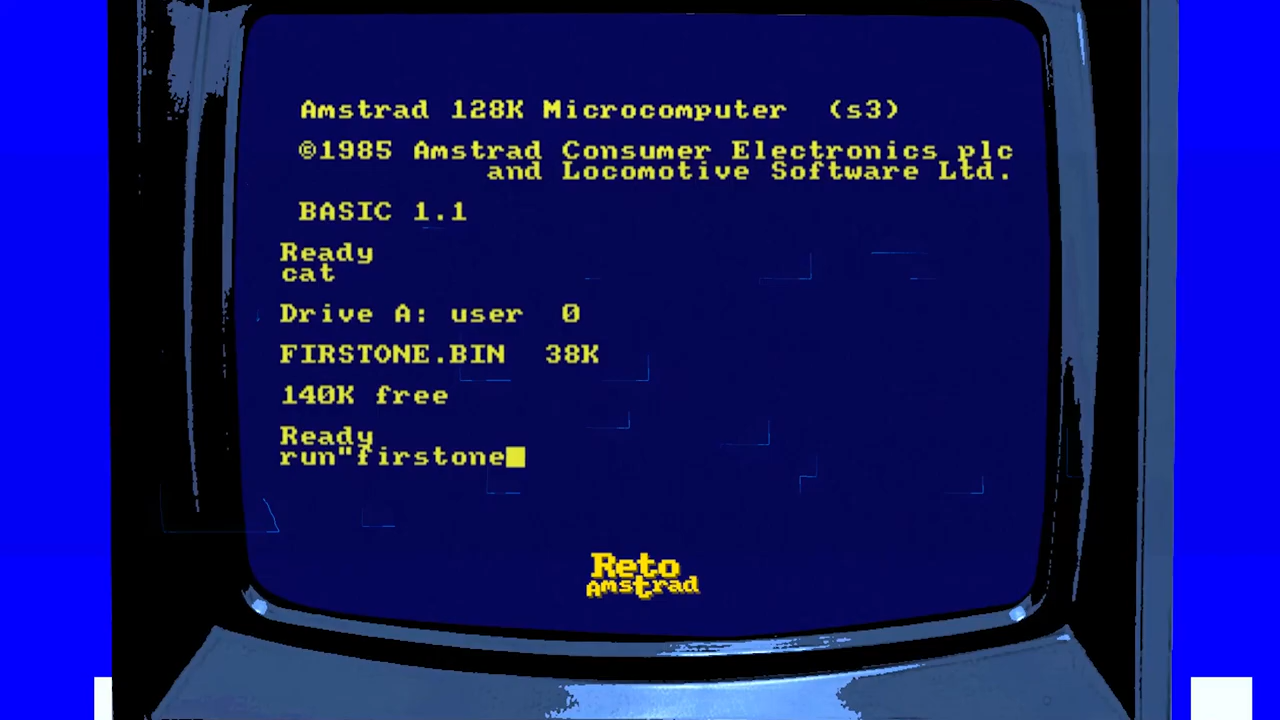 Amstrad 128K Microcomputer (s3)
©1985 Amstrad Consumer Electronics plc
and Locomotive Software Ltd.
BASIC 1.1
Ready
cat
Drive A: user 0
FIRSTONE.BIN 38K
140K free
Ready
run"firstone
Reto
Amstrad